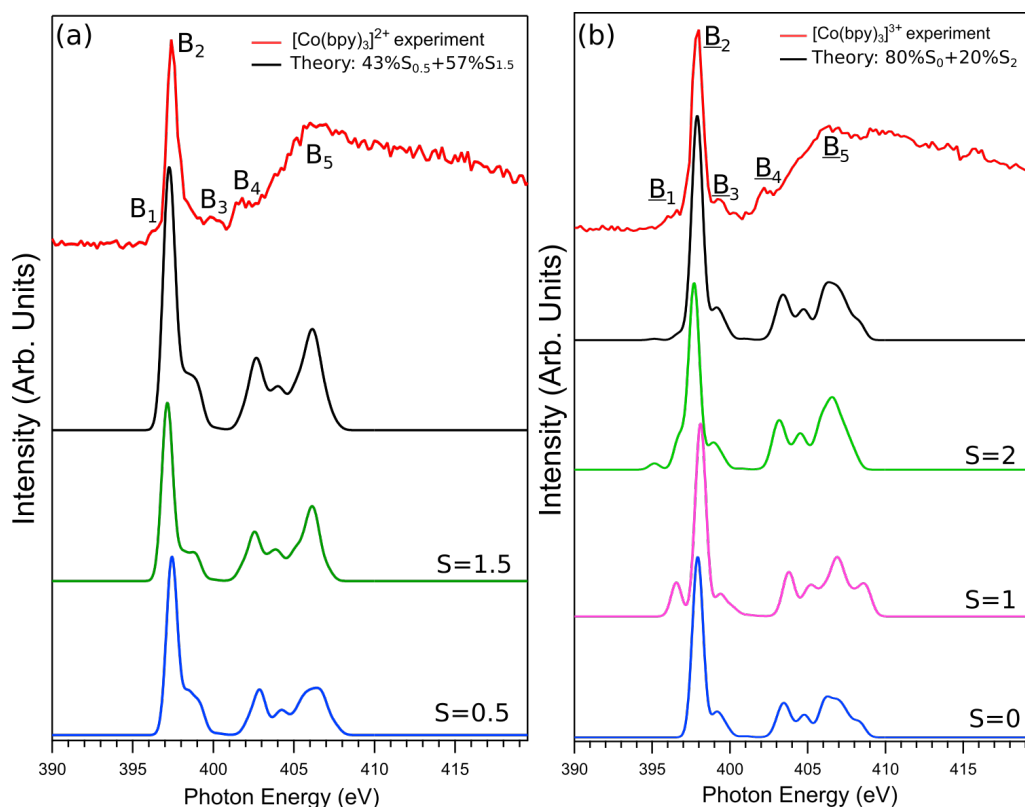 (a)
B₂
[Co(bpy)₃]²⁺ experiment
Theory: 43%S₀.₅+57%S₁.₅
B₁
B₃
B₄
B₅
S=1.5
S=0.5
Intensity (Arb. Units)
390 395 400 405 410 415
Photon Energy (eV)
(b)
B₂
[Co(bpy)₃]³⁺ experiment
Theory: 80%S₀+20%S₂
B₁
B₃
B₄
B₅
S=2
S=1
S=0
Intensity (Arb. Units)
390 395 400 405 410 415
Photon Energy (eV)